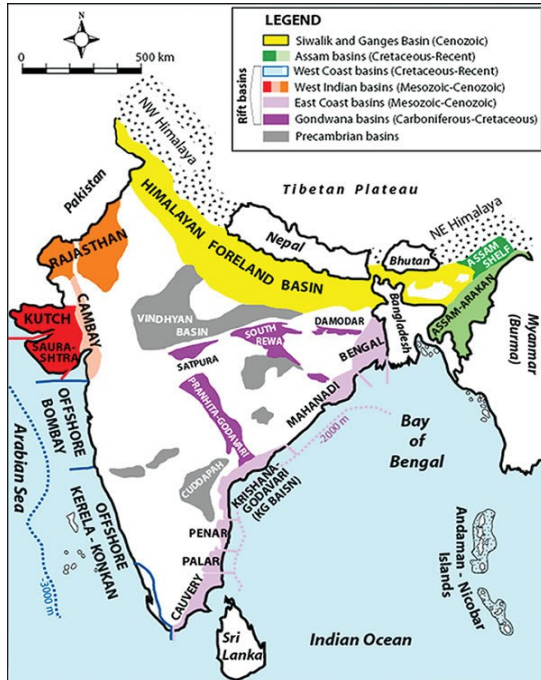 N
0
500 km
LEGEND
Siwalik and Ganges Basin (Cenozoic)
Assam basins (Cretaceous-Recent)
West Coast basins (Cretaceous-Recent)
West Indian basins (Mesozoic-Cenozoic)
East Coast basins (Mesozoic-Cenozoic)
Gondwana basins (Carboniferous-Cretaceous)
Precambrian basins
Rift basins
NW Himalaya
Pakistan
Tibetan Plateau
HIMALAYAN FORELAND BASIN
Nepal
Bhutan
NE Himalaya
ASSAM
SHELF
ASSAM-ARAKAN
RAJASTHAN
Bangladesh
Myanmar
(Burma)
KUTCH
SAURA-
SHTRA
CAMBAY
VINDHYAN
BASIN
SOUTH
REWA
DAMODAR
BENGAL
SATPURA
MAHANADI
PRANHITA-GODAVARI
OFFSHORE
BOMBAY
Arabian Sea
-2000 m
Bay
of
Bengal
CUDDAPAH
KRISHANA-
GODAVARI
(KG BAISN)
OFFSHORE
KERELA - KONKAN
-3000 m
PENAR
PALAR
CAUVERY
Andaman - Nicobar
Islands
Sri
Lanka
Indian Ocean